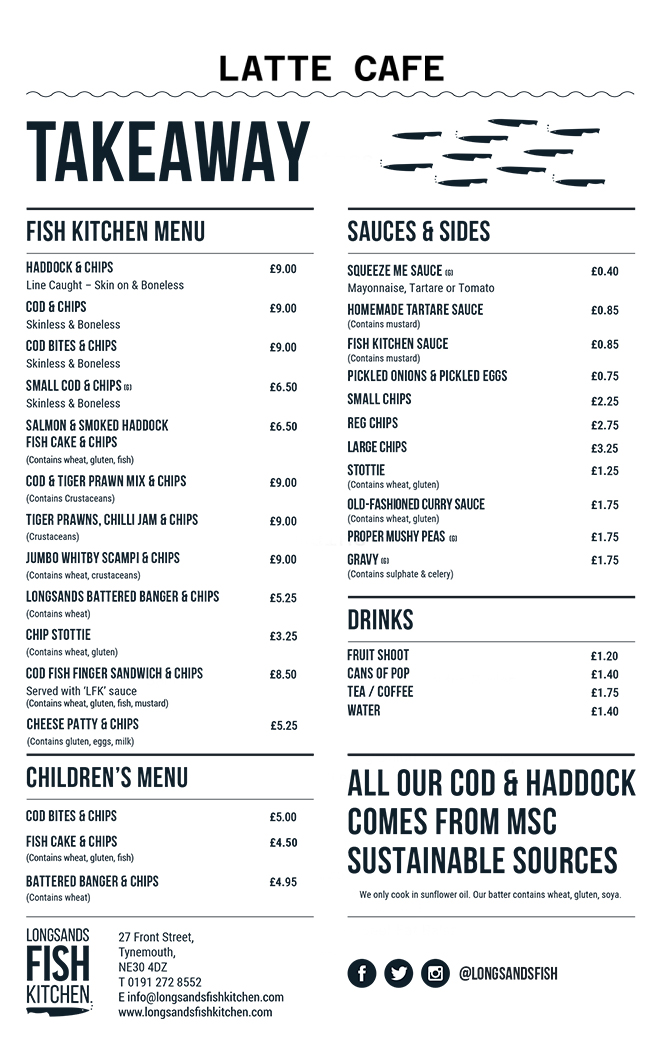 LATTE CAFE
TAKEAWAY
FISH KITCHEN MENU
HADDOCK & CHIPS £9.00
Line Caught – Skin on & Boneless
COD & CHIPS £9.00
Skinless & Boneless
COD BITES & CHIPS £9.00
Skinless & Boneless
SMALL COD & CHIPS (G) £6.50
Skinless & Boneless
SALMON & SMOKED HADDOCK £6.50
FISH CAKE & CHIPS
(Contains wheat, gluten, fish)
COD & TIGER PRAWN MIX & CHIPS £9.00
(Contains Crustaceans)
TIGER PRAWNS, CHILLI JAM & CHIPS £9.00
(Crustaceans)
JUMBO WHITBY SCAMPI & CHIPS £9.00
(Contains wheat, crustaceans)
LONGSANDS BATTERED BANGER & CHIPS £5.25
(Contains wheat)
CHIP STOTTIE £3.25
(Contains wheat, gluten)
COD FISH FINGER SANDWICH & CHIPS £8.50
Served with ‘LFK’ sauce
(Contains wheat, gluten, fish, mustard)
CHEESE PATTY & CHIPS £5.25
(Contains gluten, eggs, milk)
CHILDREN’S MENU
COD BITES & CHIPS £5.00
FISH CAKE & CHIPS £4.50
(Contains wheat, gluten, fish)
BATTERED BANGER & CHIPS £4.95
(Contains wheat)
SAUCES & SIDES
SQUEEZE ME SAUCE (G) £0.40
Mayonnaise, Tartare or Tomato
HOMEMADE TARTARE SAUCE £0.85
(Contains mustard)
FISH KITCHEN SAUCE £0.85
(Contains mustard)
PICKLED ONIONS & PICKLED EGGS £0.75
SMALL CHIPS £2.25
REG CHIPS £2.75
LARGE CHIPS £3.25
STOTTIE £1.25
(Contains wheat, gluten)
OLD-FASHIONED CURRY SAUCE £1.75
(Contains wheat, gluten)
PROPER MUSHY PEAS (G) £1.75
GRAVY (G) £1.75
(Contains sulphate & celery)
DRINKS
FRUIT SHOOT £1.20
CANS OF POP £1.40
TEA / COFFEE £1.75
WATER £1.40
ALL OUR COD & HADDOCK
COMES FROM MSC
SUSTAINABLE SOURCES
We only cook in sunflower oil. Our batter contains wheat, gluten, soya.
LONGSANDS
FISH
KITCHEN.
27 Front Street,
Tynemouth,
NE30 4DZ
T 0191 272 8552
E info@longsandsfishkitchen.com
www.longsandsfishkitchen.com
@LONGSANDSFISH